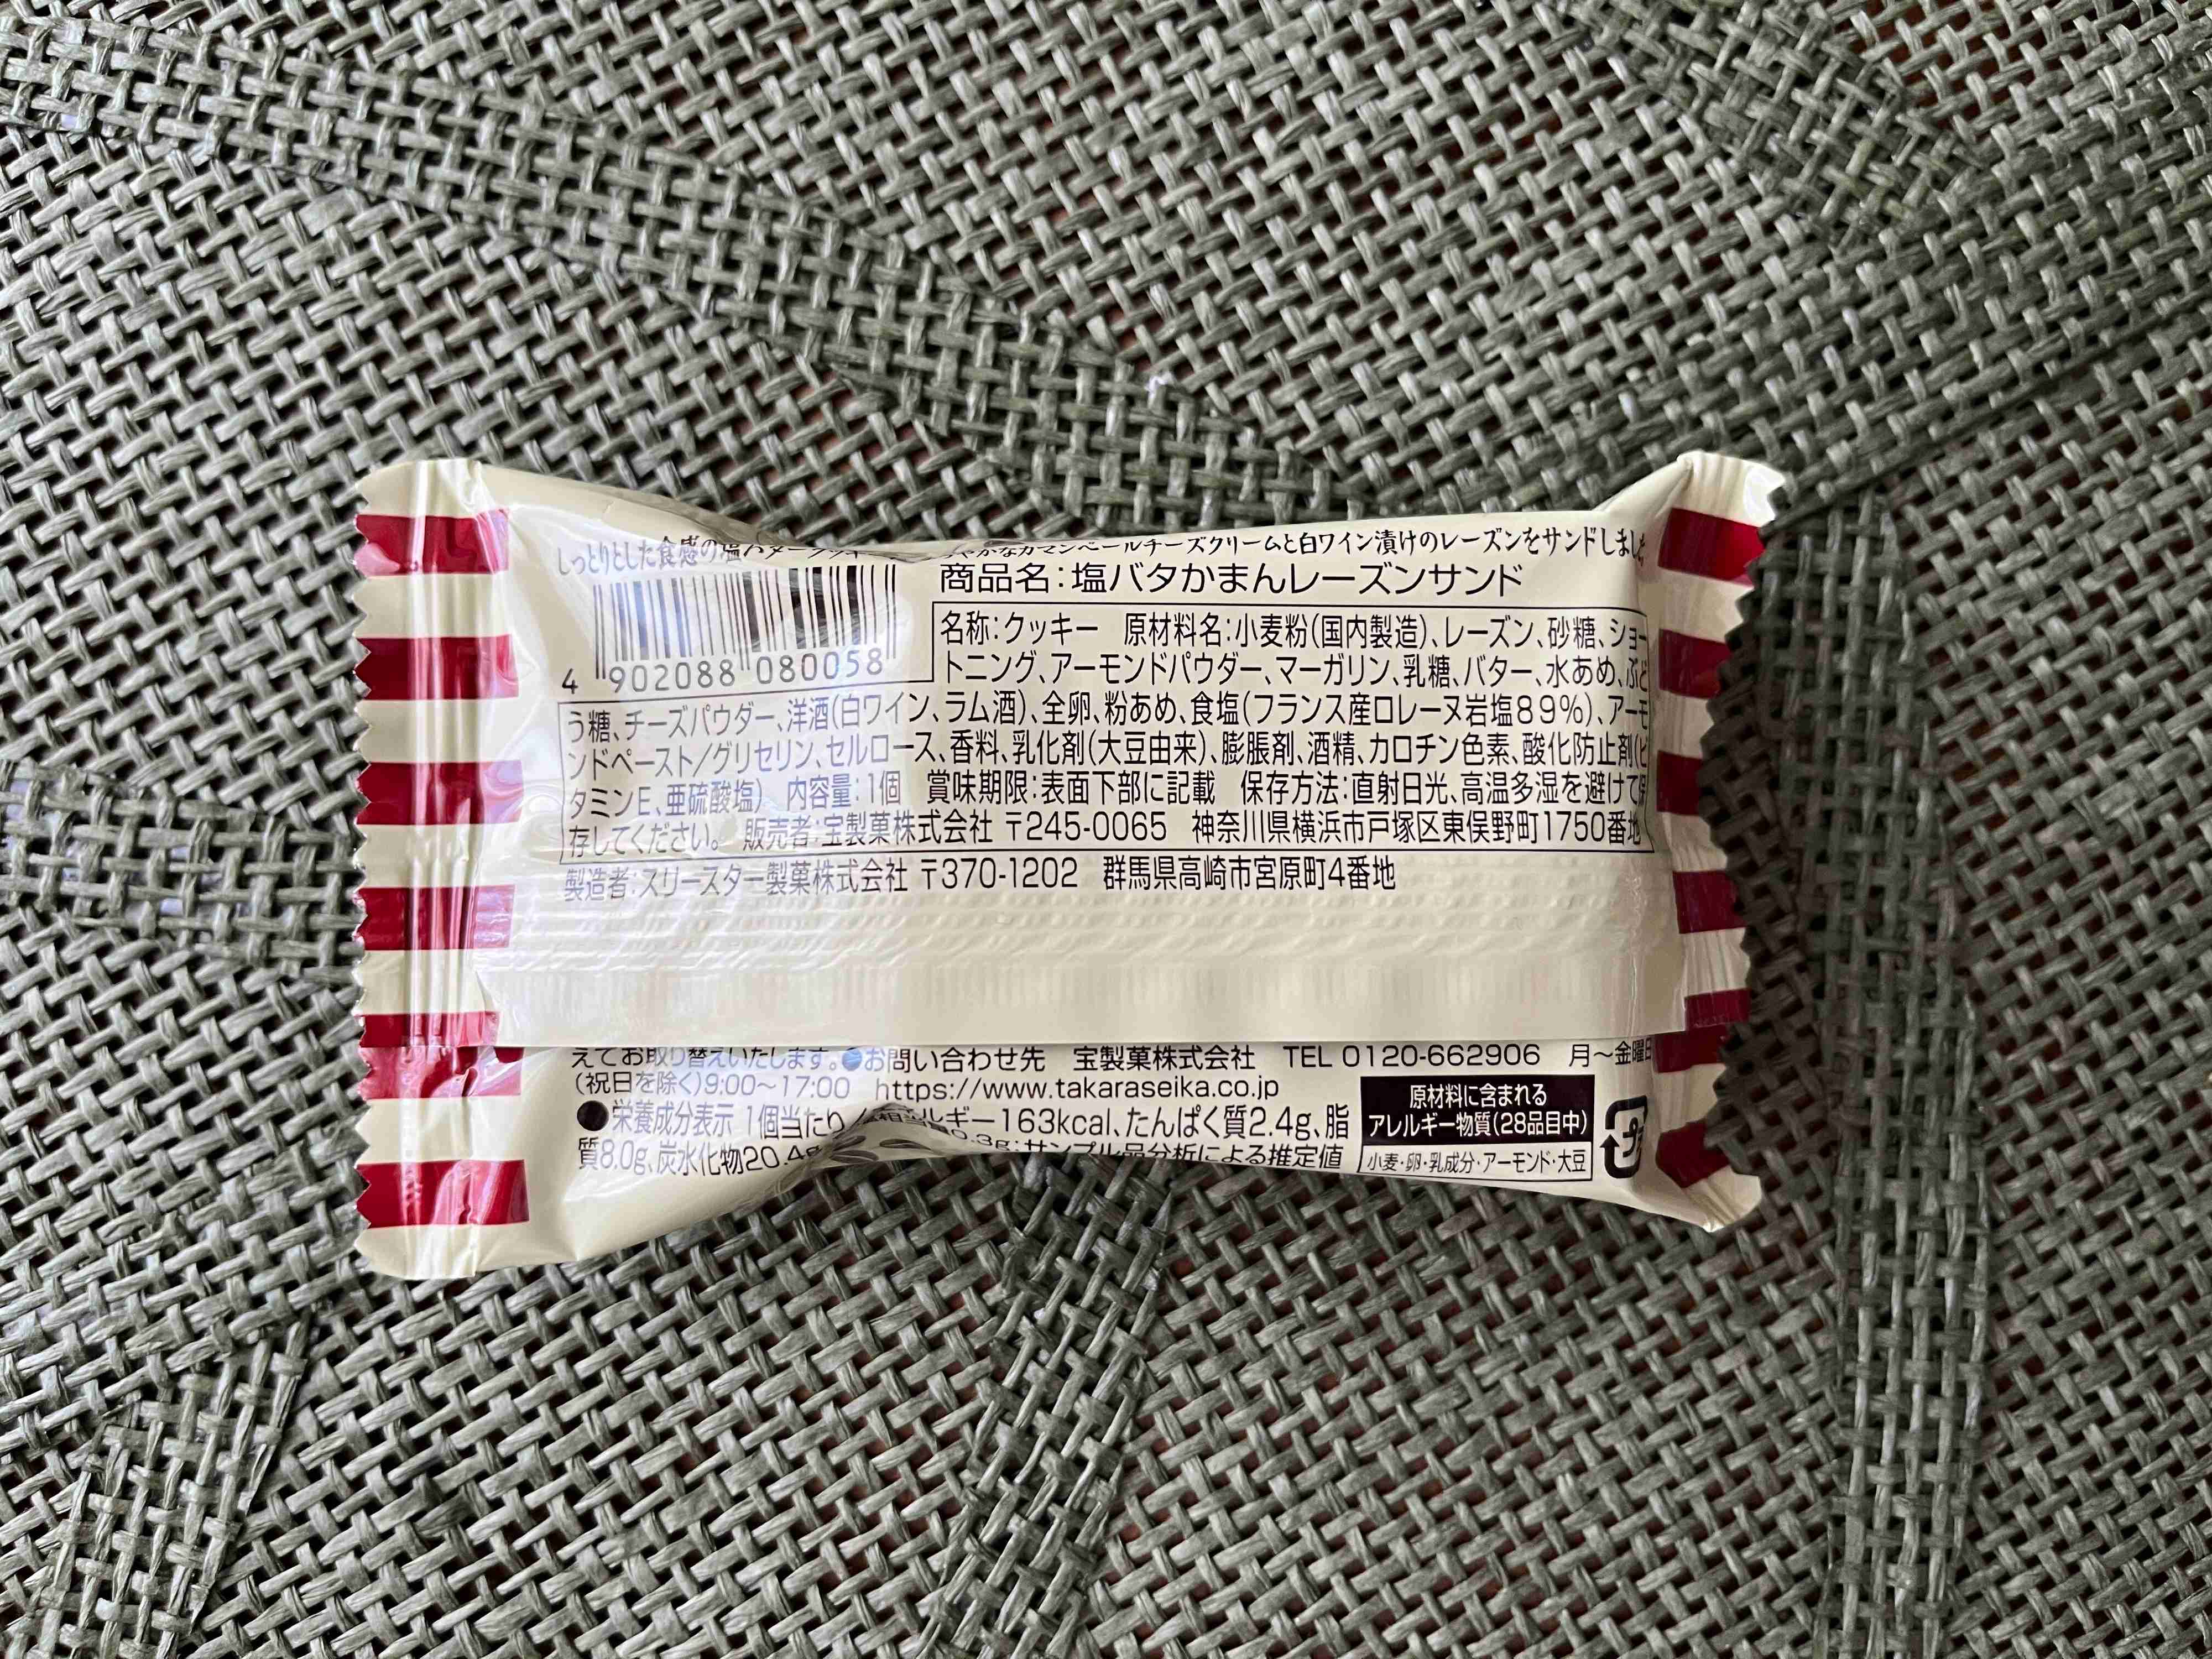 しっとりとした食感の塩バタークッキー やかなカマンベールチーズクリームと白ワイン漬けのレーズンをサンドしました
商品名:塩バタかまんレーズンサンド
4 902088 080058
名称:クッキー 原材料名:小麦粉(国内製造)、レーズン、砂糖、ショー
トニング、アーモンドパウダー、マーガリン、乳糖、バター、水あめ、ぶど
う糖、チーズパウダー、洋酒(白ワイン、ラム酒)、全卵、粉あめ、食塩(フランス産ロレーヌ岩塩89%)、アーモ
ンドペースト/グリセリン、セルロース、香料、乳化剤(大豆由来)、膨脹剤、酒精、カロチン色素、酸化防止剤(ビ
タミンE、亜硫酸塩) 内容量:1個 賞味期限:表面下部に記載 保存方法:直射日光、高温多湿を避けて保
存してください。 販売者:宝製菓株式会社 〒245-0065 神奈川県横浜市戸塚区東俣野町1750番地
製造者:スリースター製菓株式会社 〒370-1202 群馬県高崎市宮原町4番地
えてお取り替えいたします。●お問い合わせ先 宝製菓株式会社 TEL 0120-662906 月~金曜日
(祝日を除く)9:00~17:00 https://www.takaraseika.co.jp
●栄養成分表示 1個当たり/ ルギー163kcal、たんぱく質2.4g、脂
質8.0g、炭水化物20.4g 相当量0.3g:サンプル品分析による推定値
原材料に含まれる
アレルギー物質(28品目中)
小麦・卵・乳成分・アーモンド・大豆
プラ